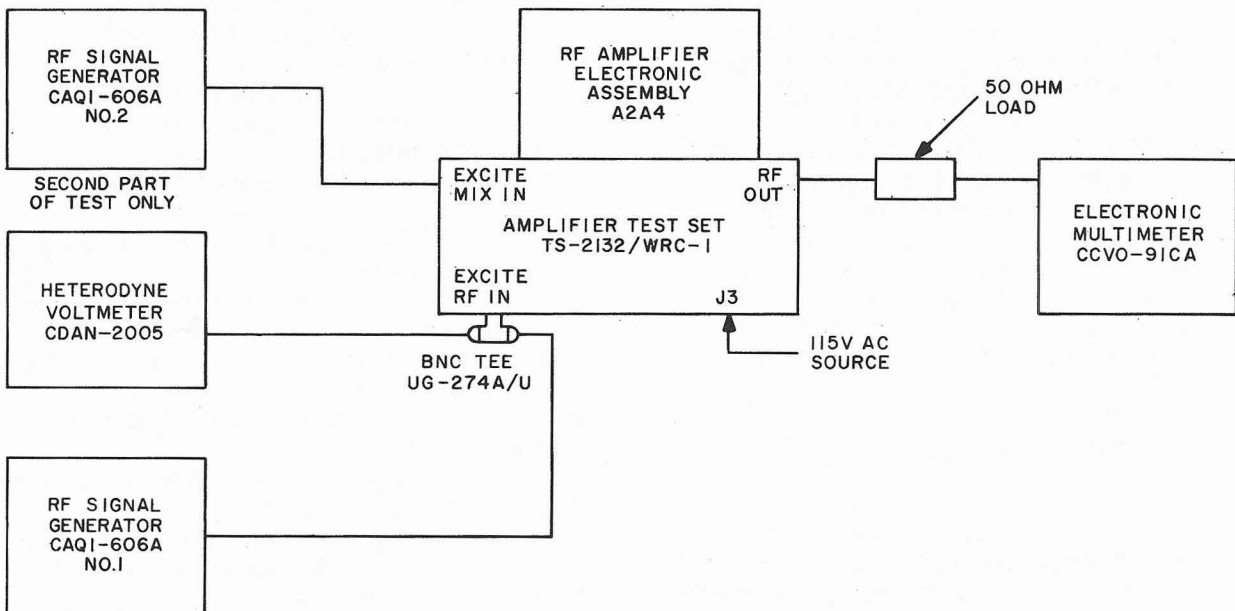 RF SIGNAL
GENERATOR
CAQI-606A
NO.2
SECOND PART
OF TEST ONLY
RF AMPLIFIER
ELECTRONIC
ASSEMBLY
A2A4
50 OHM
LOAD
EXCITE
MIX IN
RF
OUT
AMPLIFIER TEST SET
TS-2132/WRC-1
EXCITE
RF IN
J3
ELECTRONIC
MULTIMETER
CCVO-91CA
HETERODYNE
VOLTMETER
CDAN-2005
BNC TEE
UG-274A/U
115V AC
SOURCE
RF SIGNAL
GENERATOR
CAQI-606A
NO.1